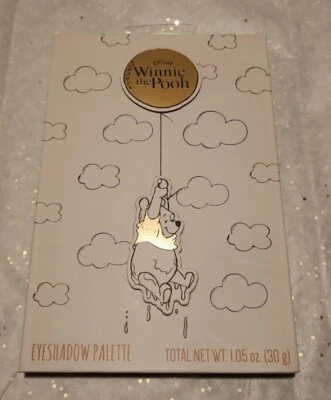 Disney
Winnie
the Pooh
EYESHADOW PALETTE
TOTAL NET WT. 1.05 oz. (30 g)